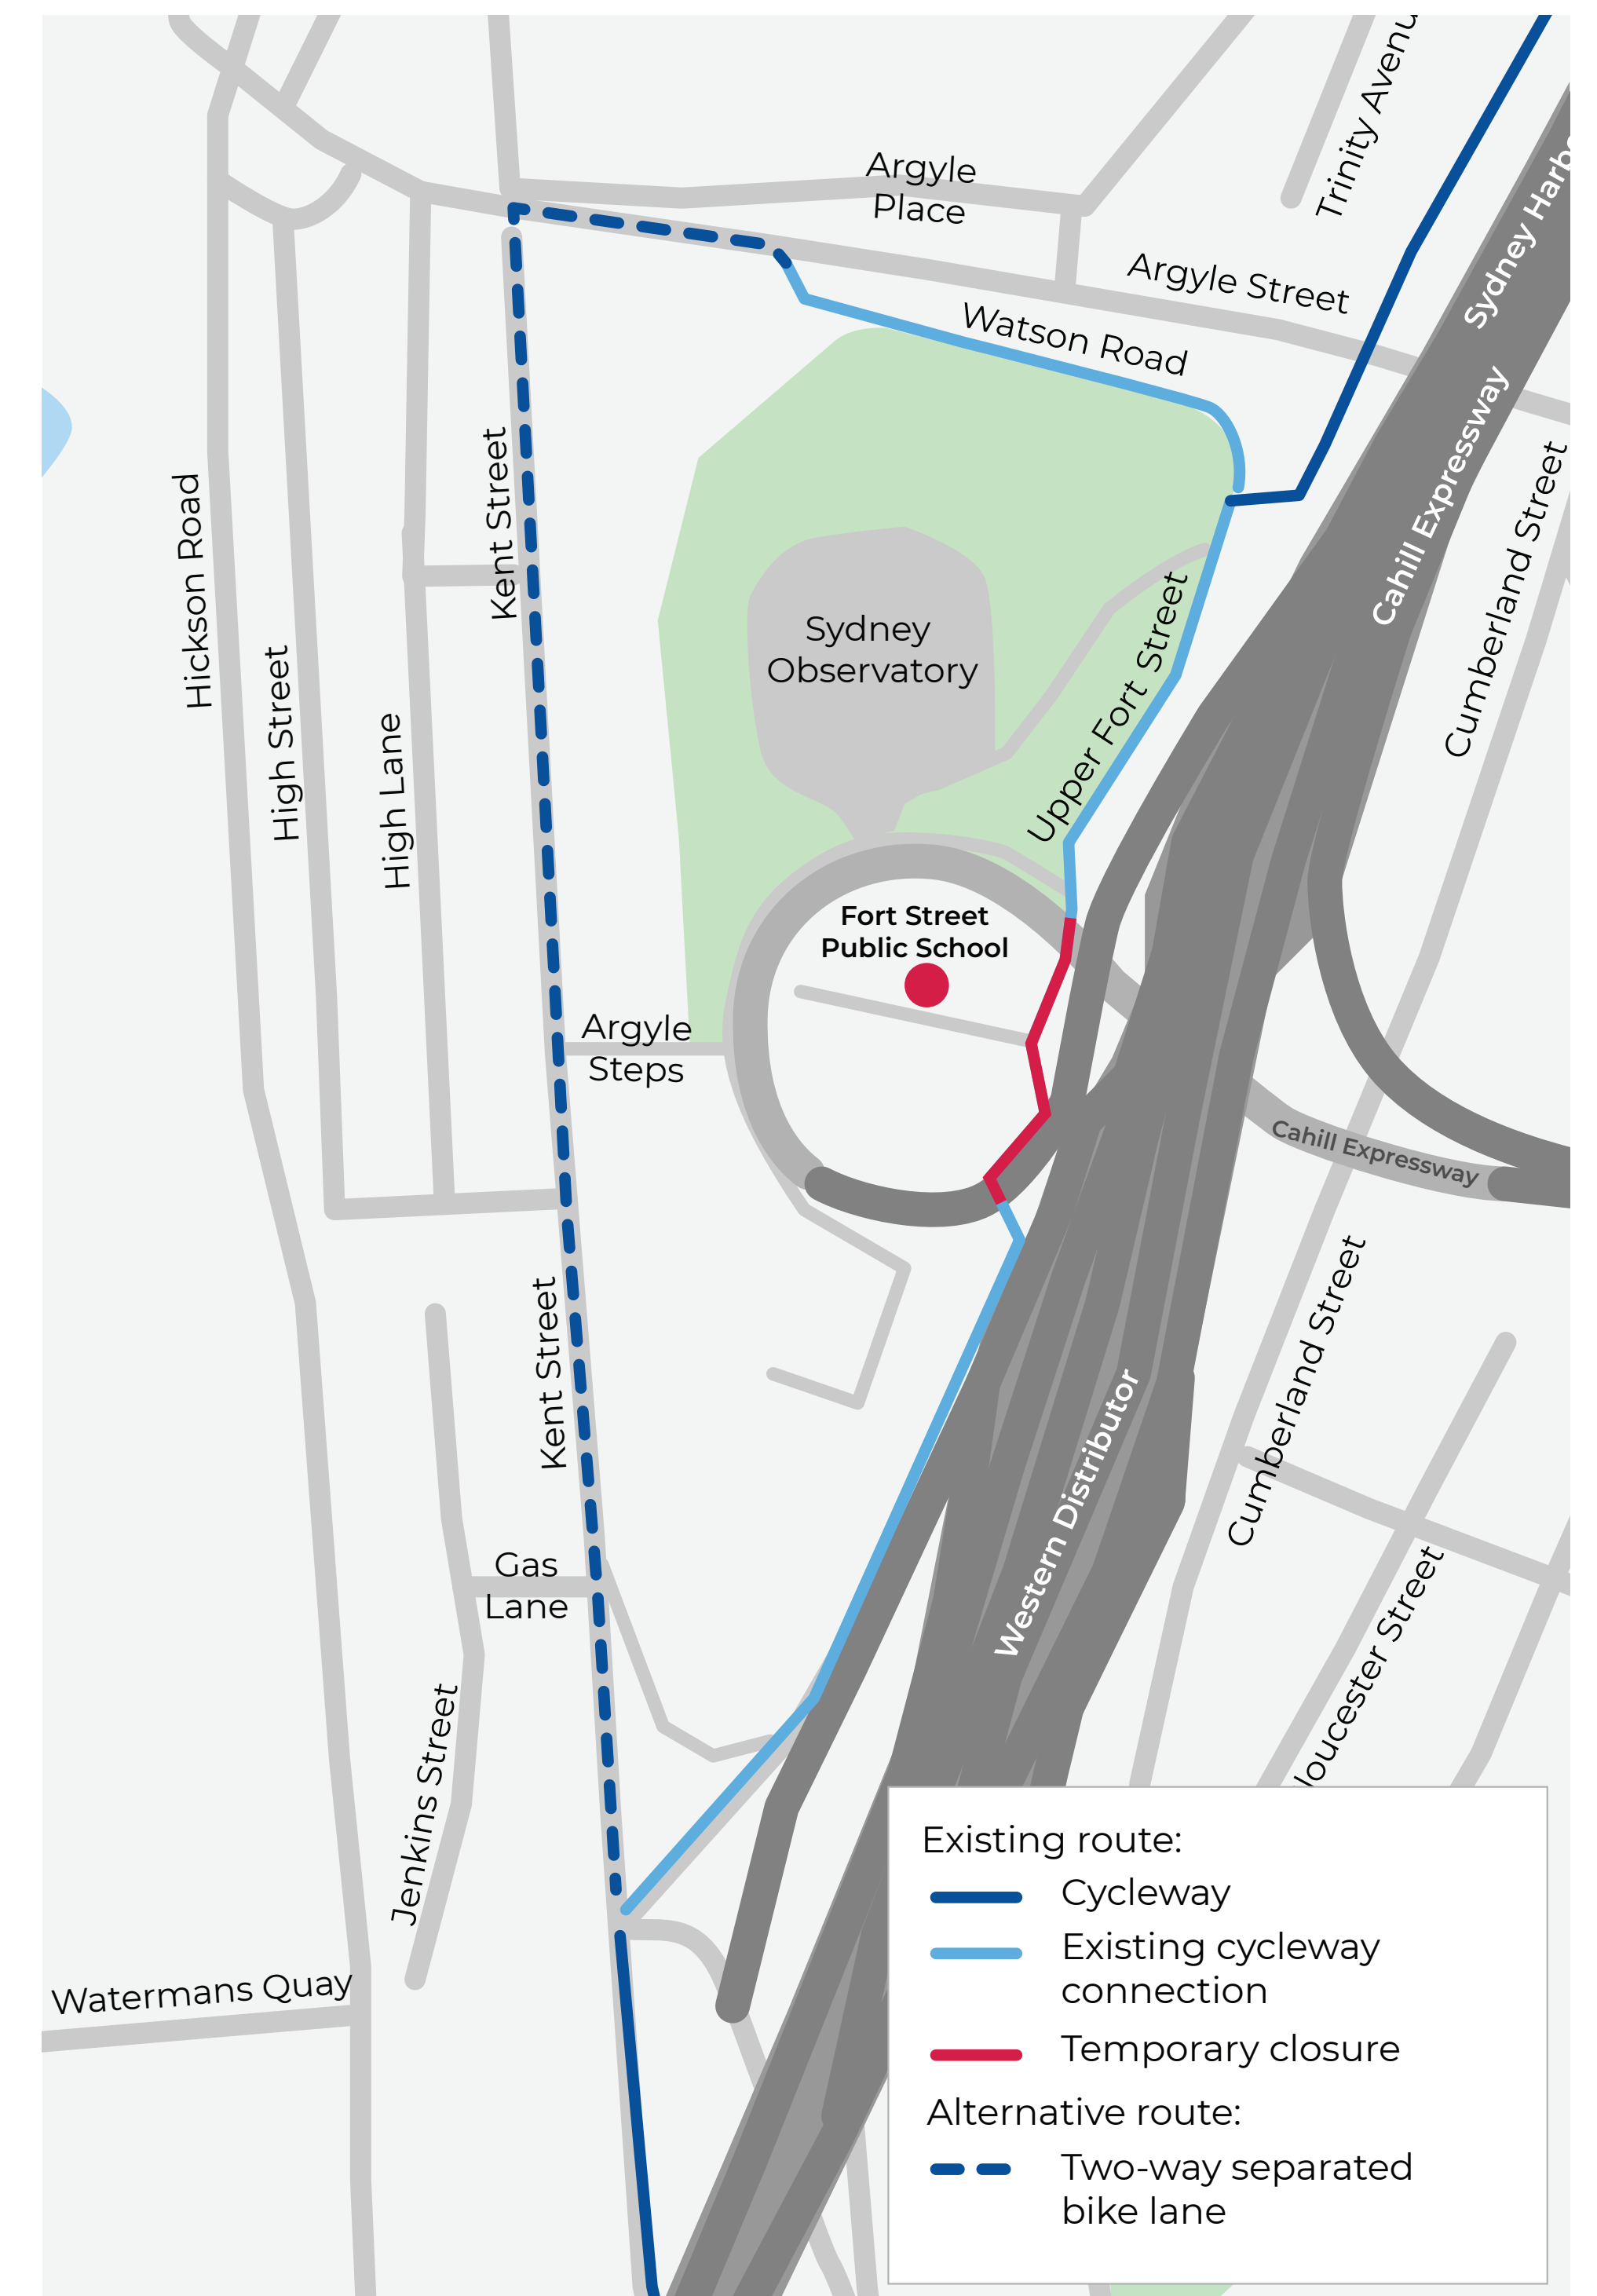 Trinity Avenu
Argyle
Place
Sydney Harb
Argyle Street
Watson Road
Cahill Expressway
Kent Street
Cumberland Street
Hickson Road
Sydney
Observatory
Upper Fort Street
High Street
High Lane
Fort Street
Public School
Argyle
Steps
Cahill Expressway
Kent Street
Cumberland Street
Western Distributor
Gas
Lane
loucester Street
Jenkins Street
Watermans Quay
Existing route:
Cycleway
Existing cycleway
connection
Temporary closure
Alternative route:
Two-way separated
bike lane